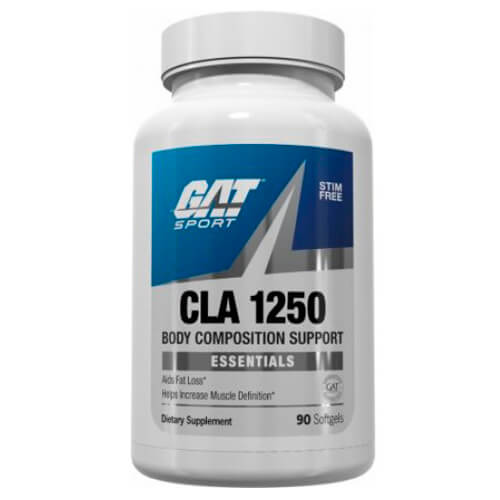 GAT
SPORT
STIM
FREE
CLA 1250
BODY COMPOSITION SUPPORT
ESSENTIALS
Aids Fat Loss*
Helps Increase Muscle Definition*
GAT
Dietary Supplement
90 Softgels